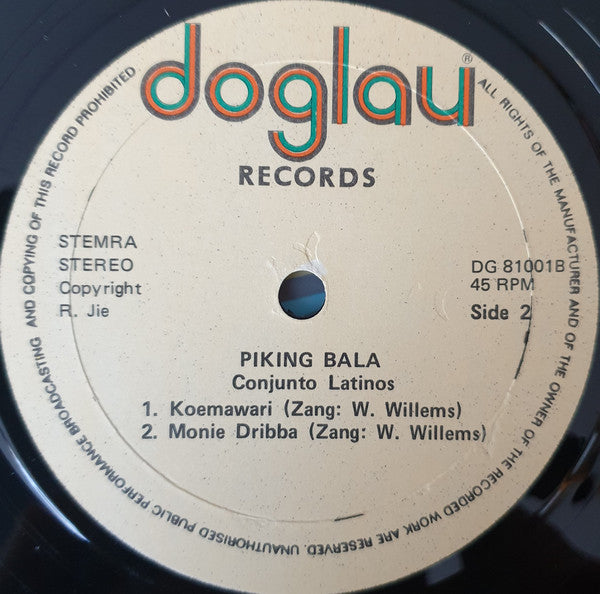 doglau®
RECORDS
STEMRA
STEREO
Copyright
R. Jie
DG 81001B
45 RPM
Side 2
PIKING BALA
Conjunto Latinos
1. Koemawari (Zang: W. Willems)
2. Monie Dribba (Zang: W. Willems)
ALL RIGHTS OF THE MANUFACTURER AND OF THE OWNER OF THE RECORDED WORK ARE RESERVED. UNAUTHORISED PUBLIC PERFORMANCE BROADCASTING AND COPYING OF THIS RECORD PROHIBITED